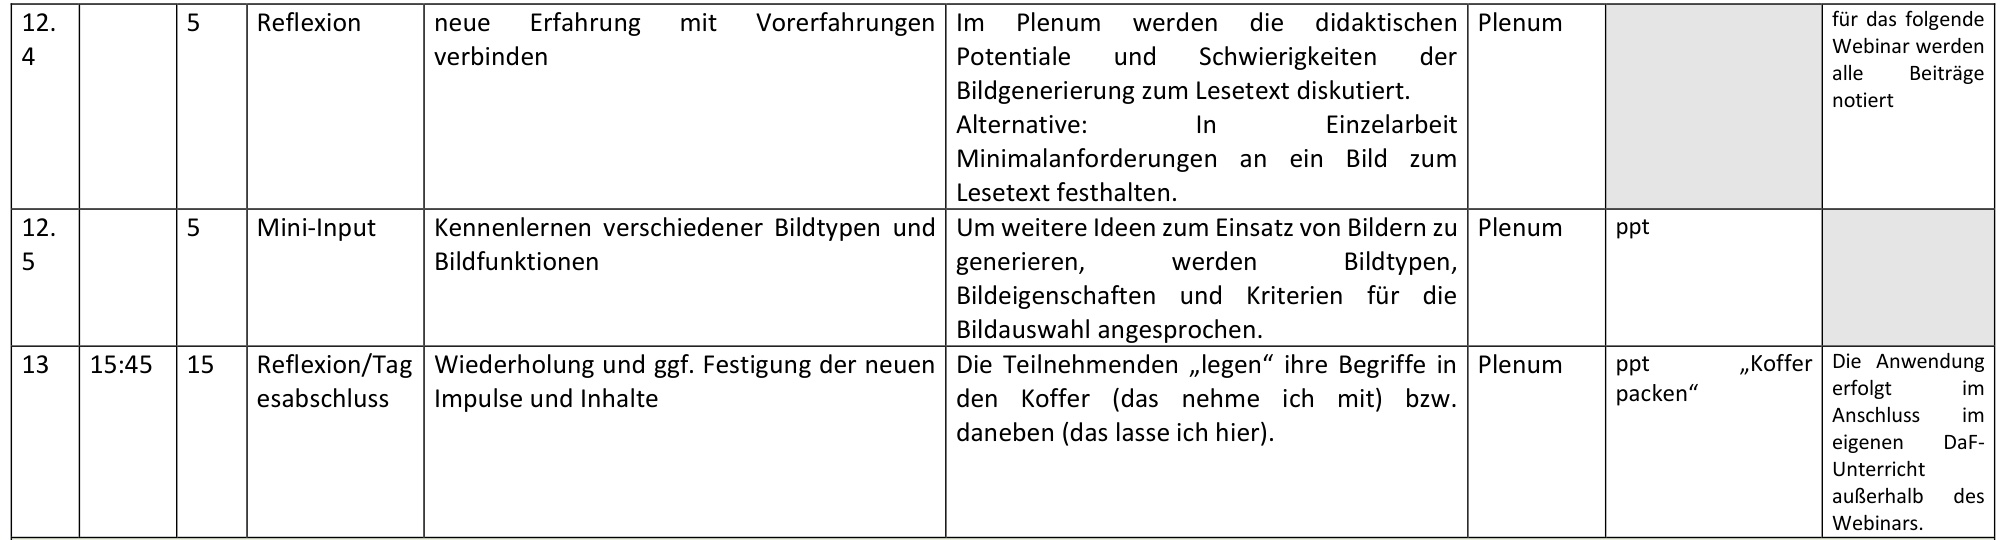 12.
4
5
Reflexion
neue Erfahrung mit Vorerfahrungen
verbinden
Im Plenum werden die didaktischen
Potentiale und Schwierigkeiten der
Bildgenerierung zum Lesetext diskutiert.
Alternative: In Einzelarbeit
Minimalanforderungen an ein Bild zum
Lesetext festhalten.
Plenum
für das folgende
Webinar werden
alle Beiträge
notiert
12.
5
5
Mini-Input
Kennenlernen verschiedener Bildtypen und
Bildfunktionen
Um weitere Ideen zum Einsatz von Bildern zu
generieren, werden Bildtypen,
Bildeigenschaften und Kriterien für die
Bildauswahl angesprochen.
Plenum
ppt
13
15:45
15
Reflexion/Tag
esabschluss
Wiederholung und ggf. Festigung der neuen
Impulse und Inhalte
Die Teilnehmenden „legen“ ihre Begriffe in
den Koffer (das nehme ich mit) bzw.
daneben (das lasse ich hier).
Plenum
ppt „Koffer
packen“
Die Anwendung
erfolgt im
Anschluss im
eigenen DaF-
Unterricht
außerhalb des
Webinars.